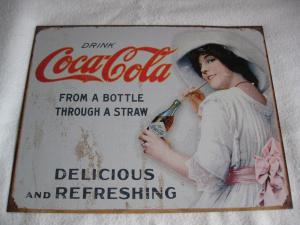 DRINK
Coca-Cola
FROM A BOTTLE
THROUGH A STRAW
DELICIOUS
AND REFRESHING